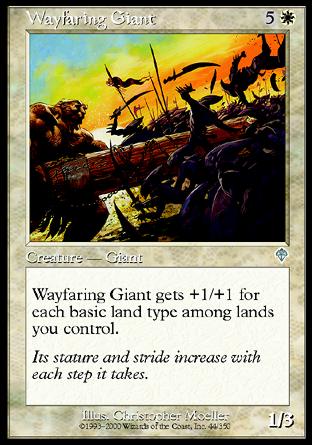 Wayfaring Giant 5
Creature — Giant
Wayfaring Giant gets +1/+1 for
each basic land type among lands
you control.
Its stature and stride increase with
each step it takes.
Illus. Christopher Moeller
©1993–2000 Wizards of the Coast, Inc. 44/350
1/3